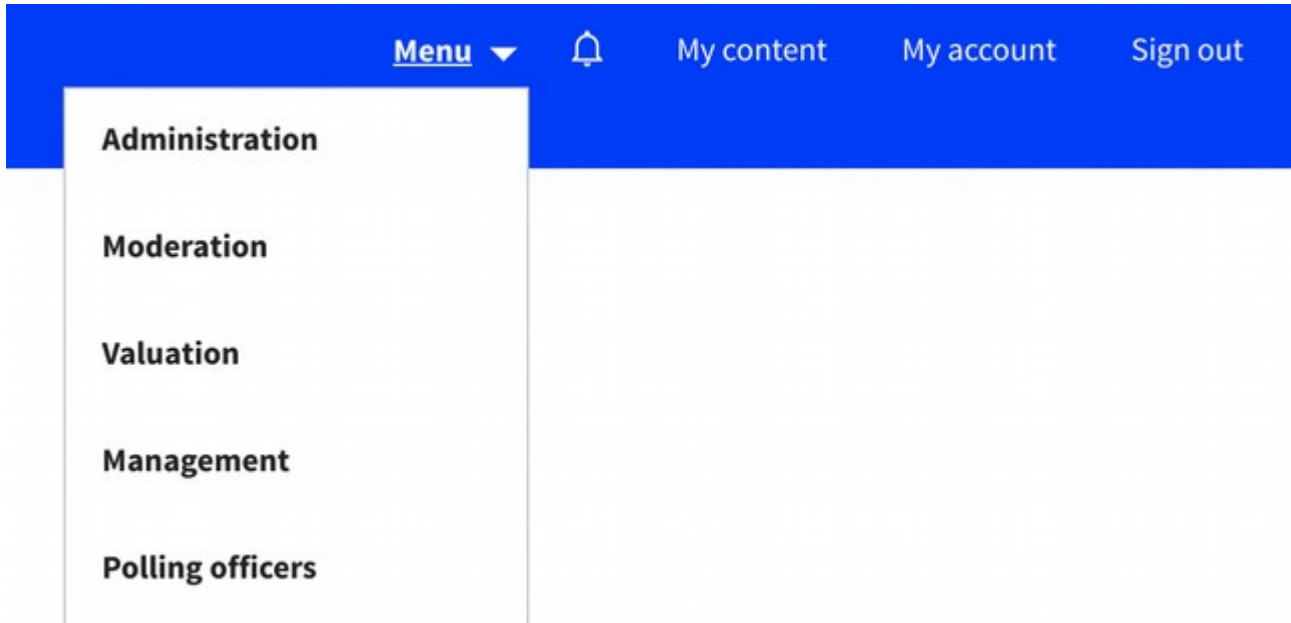 Menu My content My account Sign out
Administration
Moderation
Valuation
Management
Polling officers